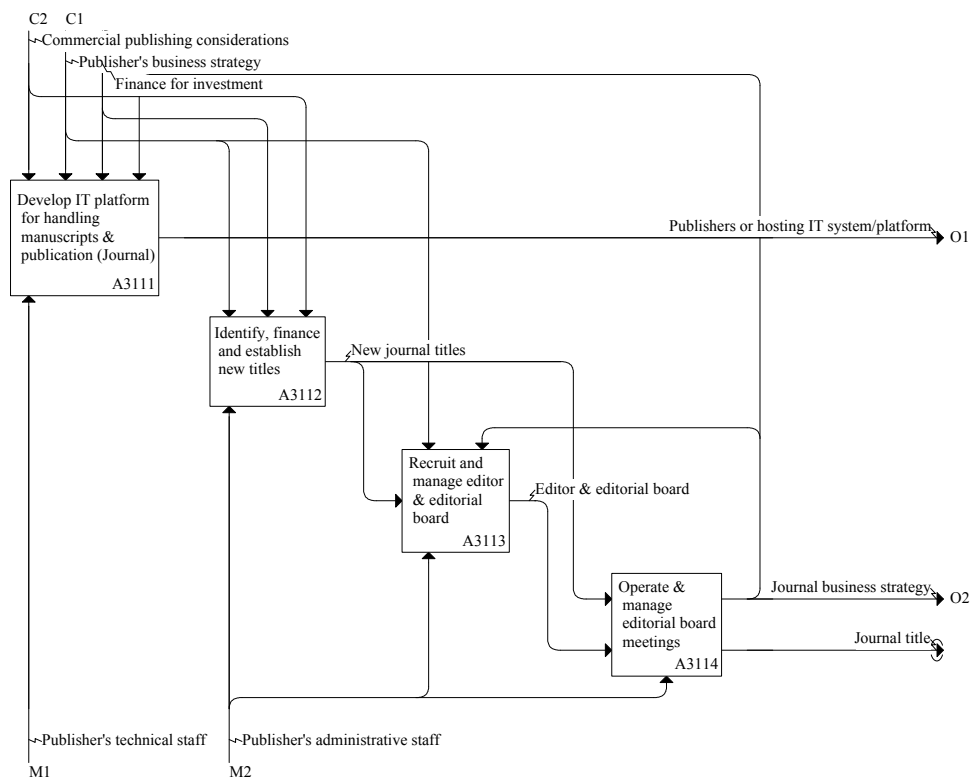 C2 C1
Commercial publishing considerations
Publisher's business strategy
Finance for investment
Develop IT platform
for handling
manuscripts &
publication (Journal)
A3111
Publishers or hosting IT system/platform
O1
Identify, finance
and establish
new titles
A3112
New journal titles
Recruit and
manage editor
& editorial
board
A3113
Editor & editorial board
Operate &
manage
editorial board
meetings
A3114
Journal business strategy
O2
Journal title
Publisher's technical staff
Publisher's administrative staff
M1
M2